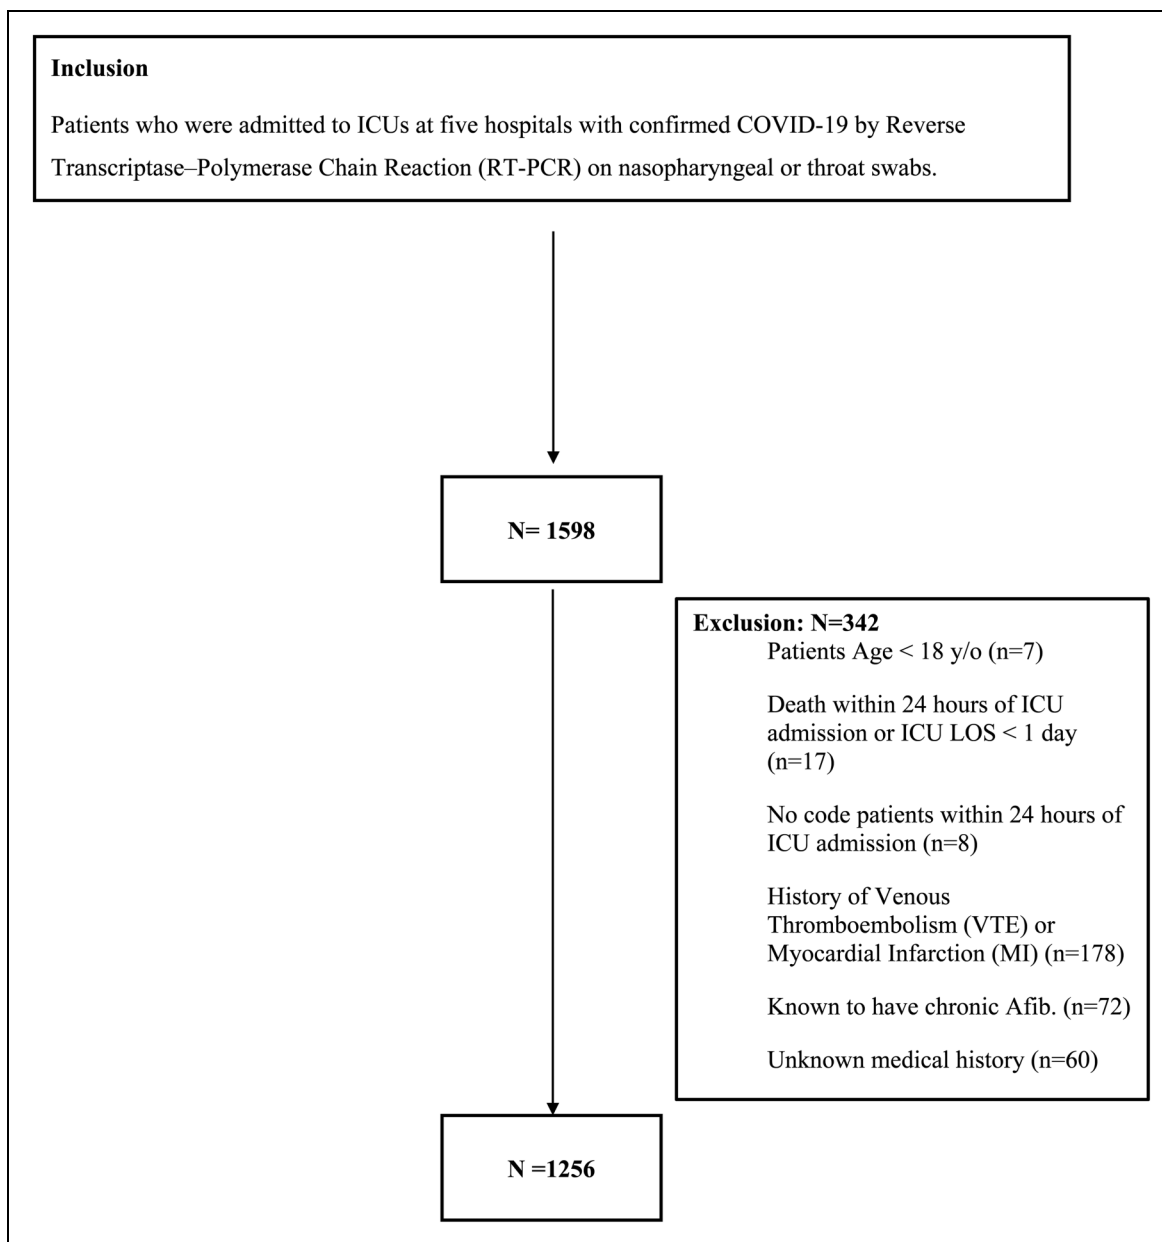 Inclusion
Patients who were admitted to ICUs at five hospitals with confirmed COVID-19 by Reverse
Transcriptase–Polymerase Chain Reaction (RT-PCR) on nasopharyngeal or throat swabs.
N= 1598
Exclusion: N=342
Patients Age < 18 y/o (n=7)
Death within 24 hours of ICU
admission or ICU LOS < 1 day
(n=17)
No code patients within 24 hours of
ICU admission (n=8)
History of Venous
Thromboembolism (VTE) or
Myocardial Infarction (MI) (n=178)
Known to have chronic Afib. (n=72)
Unknown medical history (n=60)
N =1256